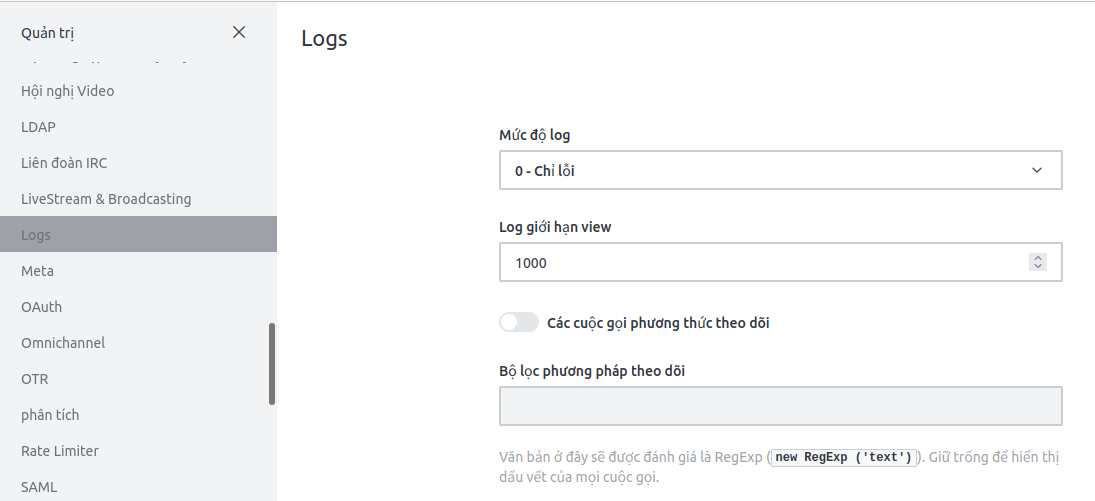 Quản trị
Hội nghị Video
LDAP
Liên đoàn IRC
LiveStream & Broadcasting
Logs
Meta
OAuth
Omnichannel
OTR
phân tích
Rate Limiter
SAML
Logs
Mức độ log
0 - Chỉ lỗi
Log giới hạn view
1000
Các cuộc gọi phương thức theo dõi
Bộ lọc phương pháp theo dõi
Văn bản ở đây sẽ được đánh giá là RegExp (new RegExp ('text')). Giữ trống để hiển thị
dấu vết của mọi cuộc gọi.